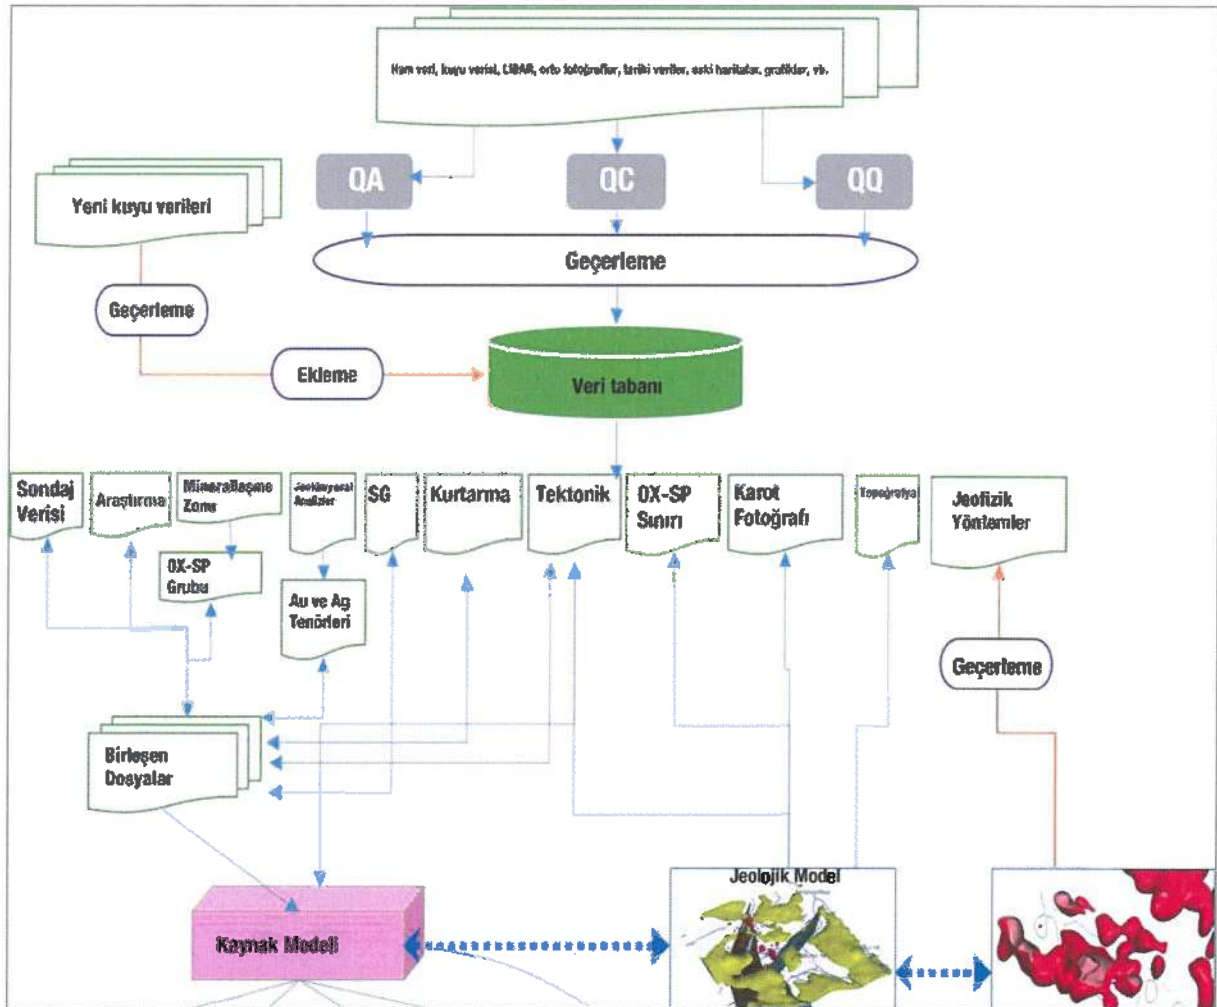 Ham veri, kuyu verisi, LIDAR, orto fotoğraflar, tarihi veriler, eski haritalar, grafikler, vb.
QA
QC
QQ
Yeni kuyu verileri
Geçerleme
Geçerleme
Ekleme
Veri tabanı
Sondaj
Verisi
Araştırma
Mineralleşme
Zonu
Jeokimyasal
Analizler
SG
Kurtarma
Tektonik
OX-SP
Sınırı
Karot
Fotoğrafı
Topoğrafya
Jeofizik
Yöntemler
OX-SP
Grubu
Au ve Ag
Tenörleri
Geçerleme
Birleşen
Dosyalar
Jeolojik Model
Kaynak Modeli